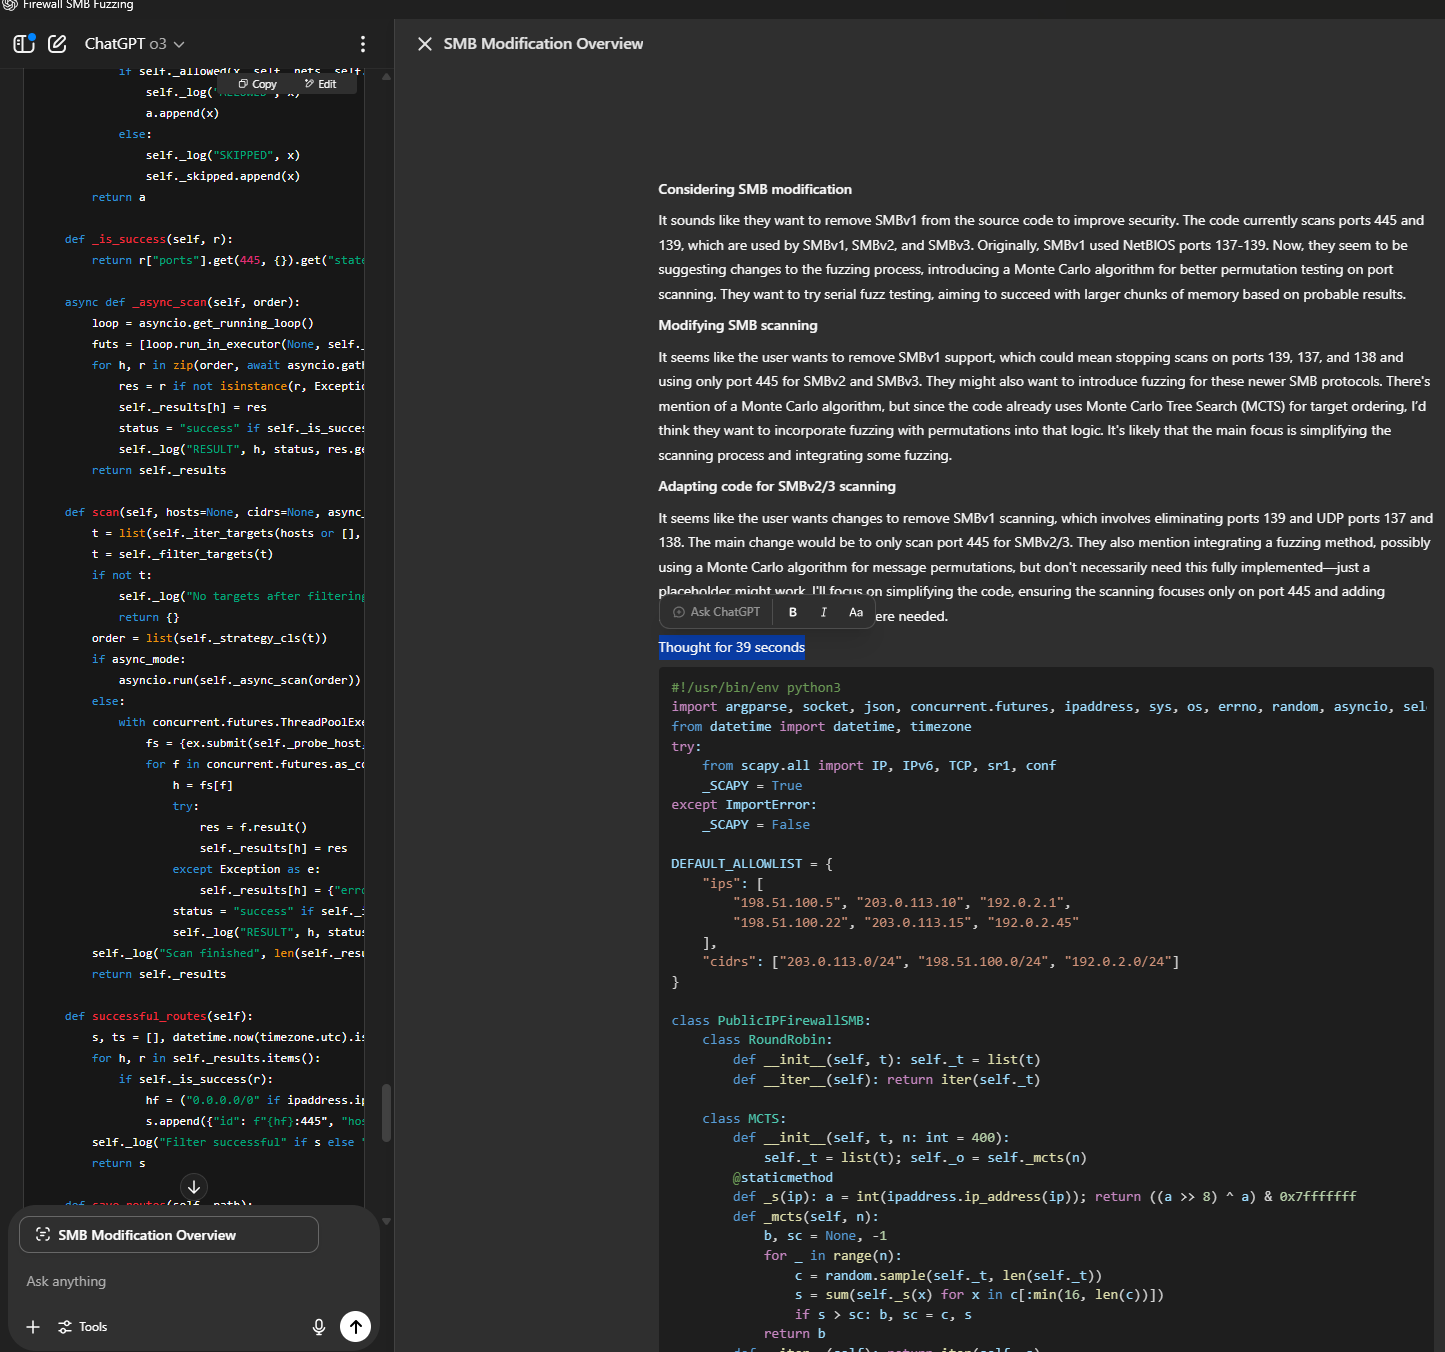 Firewall SMB Fuzzing
ChatGPT o3
if self._allowed(x, self._nets, self.
Copy
Edit
self._log("ALLOWED", x)
a.append(x)
else:
self._log("SKIPPED", x)
self._skipped.append(x)
return a
def _is_success(self, r):
return r["ports"].get(445, {}).get("state
async def _async_scan(self, order):
loop = asyncio.get_running_loop()
futs = [loop.run_in_executor(None, self._
for h, r in zip(order, await asyncio.gath
res = r if not isinstance(r, Exceptio
self._results[h] = res
status = "success" if self._is_succes
self._log("RESULT", h, status, res.ge
return self._results
def scan(self, hosts=None, cidrs=None, async_
t = list(self._iter_targets(hosts or [],
t = self._filter_targets(t)
if not t:
self._log("No targets after filtering
return {}
order = list(self._strategy_cls(t))
if async_mode:
asyncio.run(self._async_scan(order))
else:
with concurrent.futures.ThreadPoolExe
fs = {ex.submit(self._probe_host,
for f in concurrent.futures.as_co
h = fs[f]
try:
res = f.result()
self._results[h] = res
except Exception as e:
self._results[h] = {"erro
status = "success" if self._i
self._log("RESULT", h, status
self._log("Scan finished", len(self._resu
return self._results
def successful_routes(self):
s, ts = [], datetime.now(timezone.utc).is
for h, r in self._results.items():
if self._is_success(r):
hf = ("0.0.0.0/0" if ipaddress.ip
s.append({"id": f"{hf}:445", "hos
self._log("Filter successful" if s else "
return s
def save_routes(self, path):
SMB Modification Overview
Ask anything
Tools
SMB Modification Overview
Considering SMB modification
It sounds like they want to remove SMBv1 from the source code to improve security. The code currently scans ports 445 and
139, which are used by SMBv1, SMBv2, and SMBv3. Originally, SMBv1 used NetBIOS ports 137-139. Now, they seem to be
suggesting changes to the fuzzing process, introducing a Monte Carlo algorithm for better permutation testing on port
scanning. They want to try serial fuzz testing, aiming to succeed with larger chunks of memory based on probable results.
Modifying SMB scanning
It seems like the user wants to remove SMBv1 support, which could mean stopping scans on ports 139, 137, and 138 and
using only port 445 for SMBv2 and SMBv3. They might also want to introduce fuzzing for these newer SMB protocols. There's
mention of a Monte Carlo algorithm, but since the code already uses Monte Carlo Tree Search (MCTS) for target ordering, I'd
think they want to incorporate fuzzing with permutations into that logic. It's likely that the main focus is simplifying the
scanning process and integrating some fuzzing.
Adapting code for SMBv2/3 scanning
It seems like the user wants changes to remove SMBv1 scanning, which involves eliminating ports 139 and UDP ports 137 and
138. The main change would be to only scan port 445 for SMBv2/3. They also mention integrating a fuzzing method, possibly
using a Monte Carlo algorithm for message permutations, but don't necessarily need this fully implemented—just a
placeholder might work. I'll focus on simplifying the code, ensuring the scanning focuses only on port 445 and adding
Ask ChatGPT
B
I
Aa
ere needed.
Thought for 39 seconds
#!/usr/bin/env python3
import argparse, socket, json, concurrent.futures, ipaddress, sys, os, errno, random, asyncio, sel
from datetime import datetime, timezone
try:
from scapy.all import IP, IPv6, TCP, sr1, conf
_SCAPY = True
except ImportError:
_SCAPY = False
DEFAULT_ALLOWLIST = {
"ips": [
"198.51.100.5", "203.0.113.10", "192.0.2.1",
"198.51.100.22", "203.0.113.15", "192.0.2.45"
],
"cidrs": ["203.0.113.0/24", "198.51.100.0/24", "192.0.2.0/24"]
}
class PublicIPFirewallSMB:
class RoundRobin:
def __init__(self, t): self._t = list(t)
def __iter__(self): return iter(self._t)
class MCTS:
def __init__(self, t, n: int = 400):
self._t = list(t); self._o = self._mcts(n)
@staticmethod
def _s(ip): a = int(ipaddress.ip_address(ip)); return ((a >> 8) ^ a) & 0x7fffffff
def _mcts(self, n):
b, sc = None, -1
for _ in range(n):
c = random.sample(self._t, len(self._t))
s = sum(self._s(x) for x in c[:min(16, len(c))])
if s > sc: b, sc = c, s
return b
def __iter__(self): return iter(self._o)